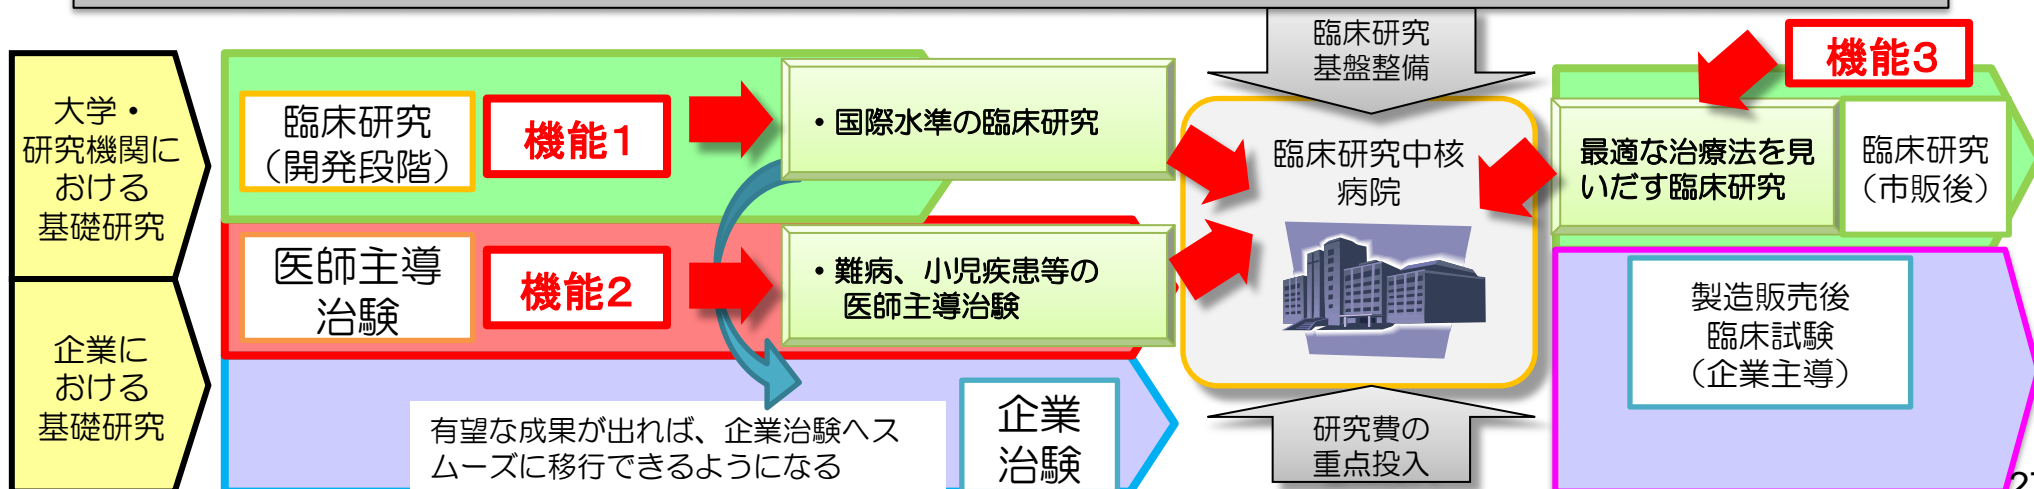 大学・
研究機関に
おける
基礎研究
企業に
おける
基礎研究
臨床研究
（開発段階）
機能1
・国際水準の臨床研究
医師主導
治験
機能2
・難病、小児疾患等の
医師主導治験
有望な成果が出れば、企業治験へス
ムーズに移行できるようになる
企業
治験
臨床研究
基盤整備
臨床研究中核
病院
研究費の
重点投入
機能3
最適な治療法を見
いだす臨床研究
臨床研究
（市販後）
製造販売後
臨床試験
（企業主導）